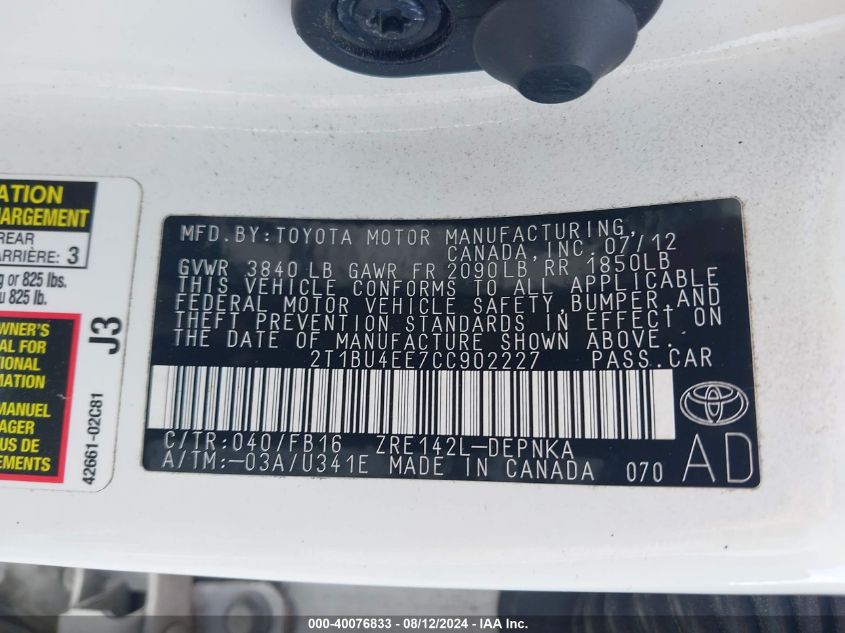 MFD.BY:TOYOTA MOTOR MANUFACTURING,
CANADA, INC. 07/12
GVWR 3840 LB GAWR FR 2090LB RR 1850LB
THIS VEHICLE CONFORMS TO ALL APPLICABLE
FEDERAL MOTOR VEHICLE SAFETY,BUMPER,AND
THEFT PREVENTION STANDARDS IN EFFECT ON
THE DATE OF MANUFACTURE SHOWN ABOVE.
2T1BU4EE7CC902227 PASS.CAR
C/TR:040/FB16 ZRE142L-DEPNKA
A/TM:-03A/U341E MADE IN CANADA 070
AD
ATION
HARGEMENT
REAR
ARRIÈRE: 3
g or 825 lbs.
u 825 lb.
WNER'S
AL FOR
TIONAL
RMATION
MANUEL
AGER
US DE
EMENTS
J3
42661-02C81
000-40076833 - 08/12/2024 - IAA Inc.